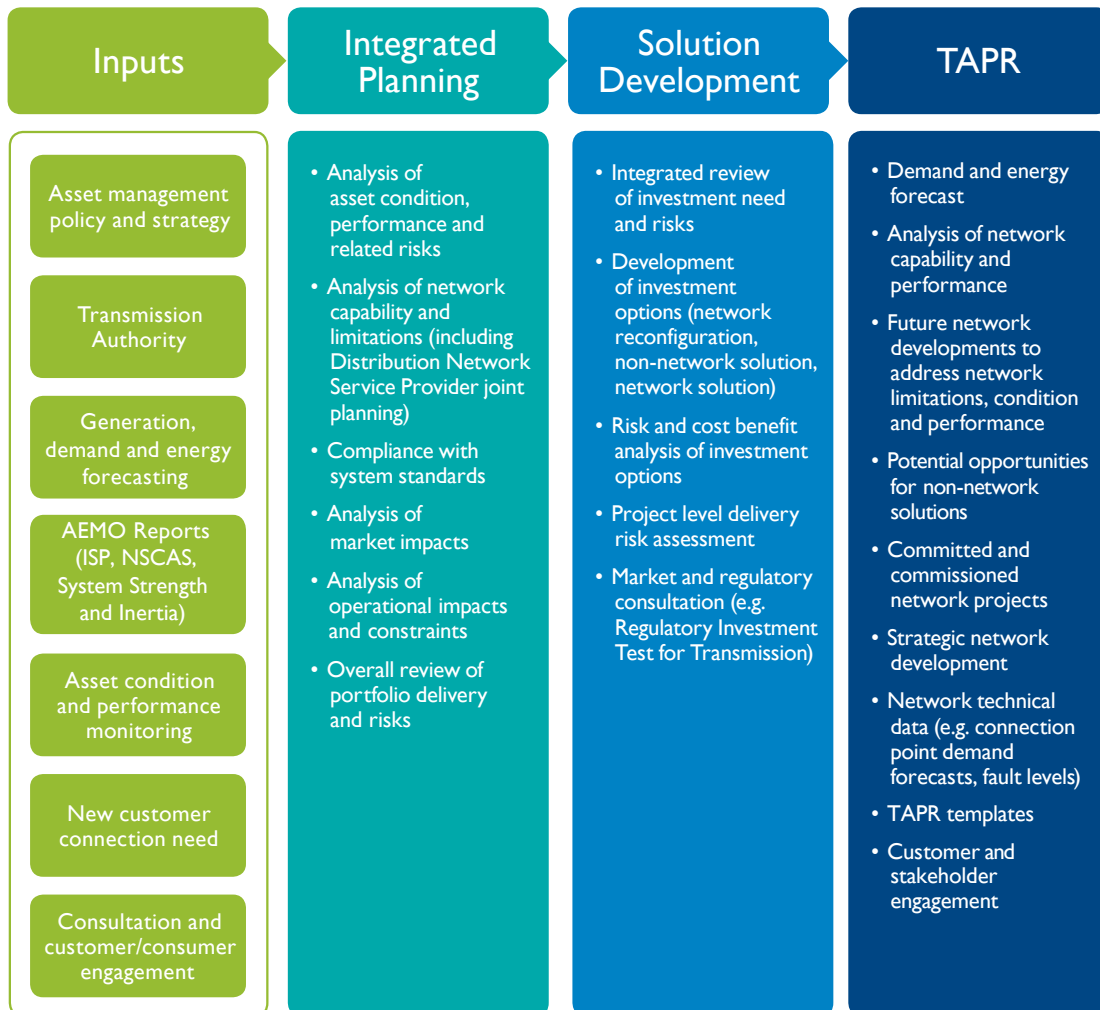 Inputs
Integrated
Planning
Solution
Development
TAPR
Asset management
policy and strategy
Transmission
Authority
Generation,
demand and energy
forecasting
AEMO Reports
(ISP, NSCAS,
System Strength
and Inertia)
Asset condition
and performance
monitoring
New customer
connection need
Consultation and
customer/consumer
engagement
• Analysis of
asset condition,
performance and
related risks
• Analysis of network
capability and
limitations (including
Distribution Network
Service Provider joint
planning)
• Compliance with
system standards
• Analysis of
market impacts
• Analysis of
operational impacts
and constraints
• Overall review of
portfolio delivery
and risks
• Integrated review
of investment need
and risks
• Development
of investment
options (network
reconfiguration,
non-network solution,
network solution)
• Risk and cost benefit
analysis of investment
options
• Project level delivery
risk assessment
• Market and regulatory
consultation (e.g.
Regulatory Investment
Test for Transmission)
• Demand and energy
forecast
• Analysis of network
capability and
performance
• Future network
developments to
address network
limitations, condition
and performance
• Potential opportunities
for non-network
solutions
• Committed and
commissioned
network projects
• Strategic network
development
• Network technical
data (e.g. connection
point demand
forecasts, fault levels)
• TAPR templates
• Customer and
stakeholder
engagement